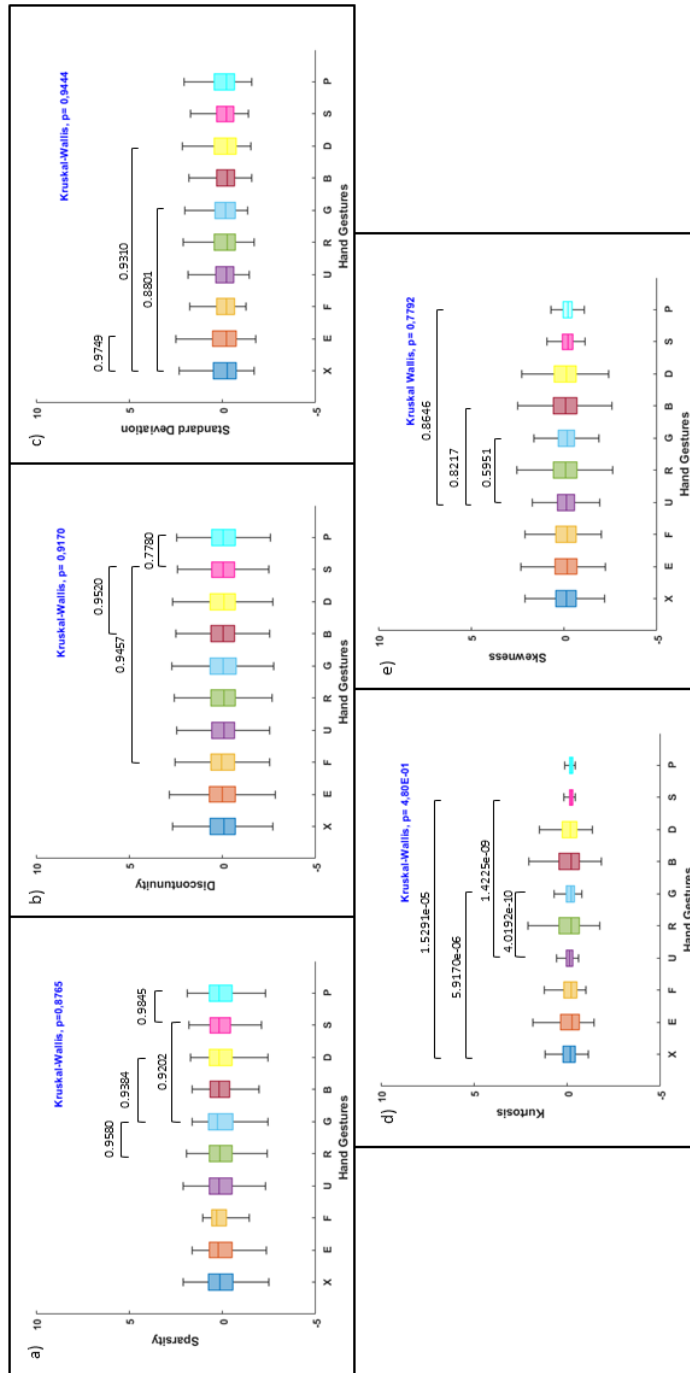 a)
Kruskal-Wallis, p=0,8765
0.9580
0.9384
0.9202
0.9845
10
5
0
-5
Sparsity
X E F U R G B D S P
Hand Gestures
b)
Kruskal-Wallis, p= 0,9170
0.9520
0.9457
0.7780
10
5
0
-5
Discontunuity
X E F U R G B D S P
Hand Gestures
c)
Kruskal-Wallis, p= 0,9444
0.9749
0.9310
0.8801
10
5
0
-5
Standard Deviation
X E F U R G B D S P
Hand Gestures
d)
Kruskal-Wallis, p= 4,80E-01
1.5291e-05
5.9170e-06
1.4225e-09
4.0192e-10
10
5
0
-5
Kurtosis
X E F U R G B D S P
Hand Gestures
e)
Kruskal Wallis, p= 0,7792
0.8646
0.8217
0.5951
10
5
0
-5
Skewness
X E F U R G B D S P
Hand Gestures